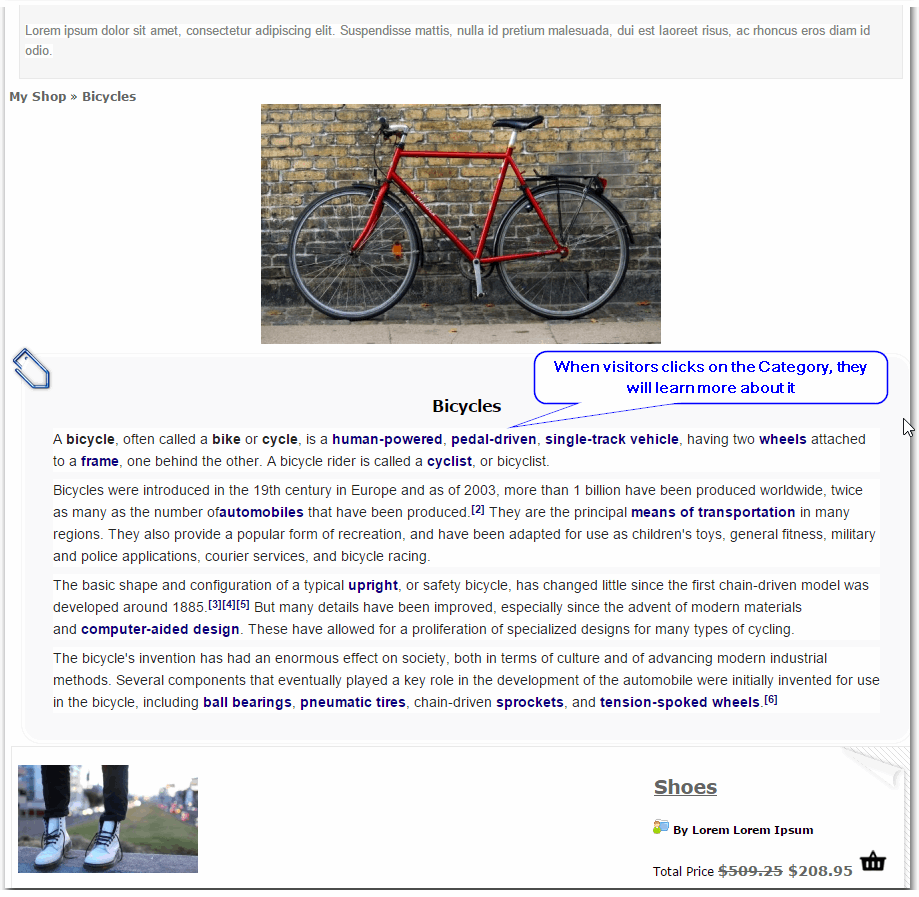 Lorem ipsum dolor sit amet, consectetur adipiscing elit. Suspendisse mattis, nulla id pretium malesuada, dui est laoreet risus, ac rhoncus eros diam id
odio.
My Shop » Bicycles
When visitors clicks on the Category, they
will learn more about it
Bicycles
A bicycle, often called a bike or cycle, is a human-powered, pedal-driven, single-track vehicle, having two wheels attached
to a frame, one behind the other. A bicycle rider is called a cyclist, or bicyclist.
Bicycles were introduced in the 19th century in Europe and as of 2003, more than 1 billion have been produced worldwide, twice
as many as the number ofautomobiles that have been produced.[2] They are the principal means of transportation in many
regions. They also provide a popular form of recreation, and have been adapted for use as children's toys, general fitness, military
and police applications, courier services, and bicycle racing.
The basic shape and configuration of a typical upright, or safety bicycle, has changed little since the first chain-driven model was
developed around 1885.[3][4][5] But many details have been improved, especially since the advent of modern materials
and computer-aided design. These have allowed for a proliferation of specialized designs for many types of cycling.
The bicycle's invention has had an enormous effect on society, both in terms of culture and of advancing modern industrial
methods. Several components that eventually played a key role in the development of the automobile were initially invented for use
in the bicycle, including ball bearings, pneumatic tires, chain-driven sprockets, and tension-spoked wheels.[6]
Shoes
By Lorem Lorem Ipsum
Total Price $509.25 $208.95